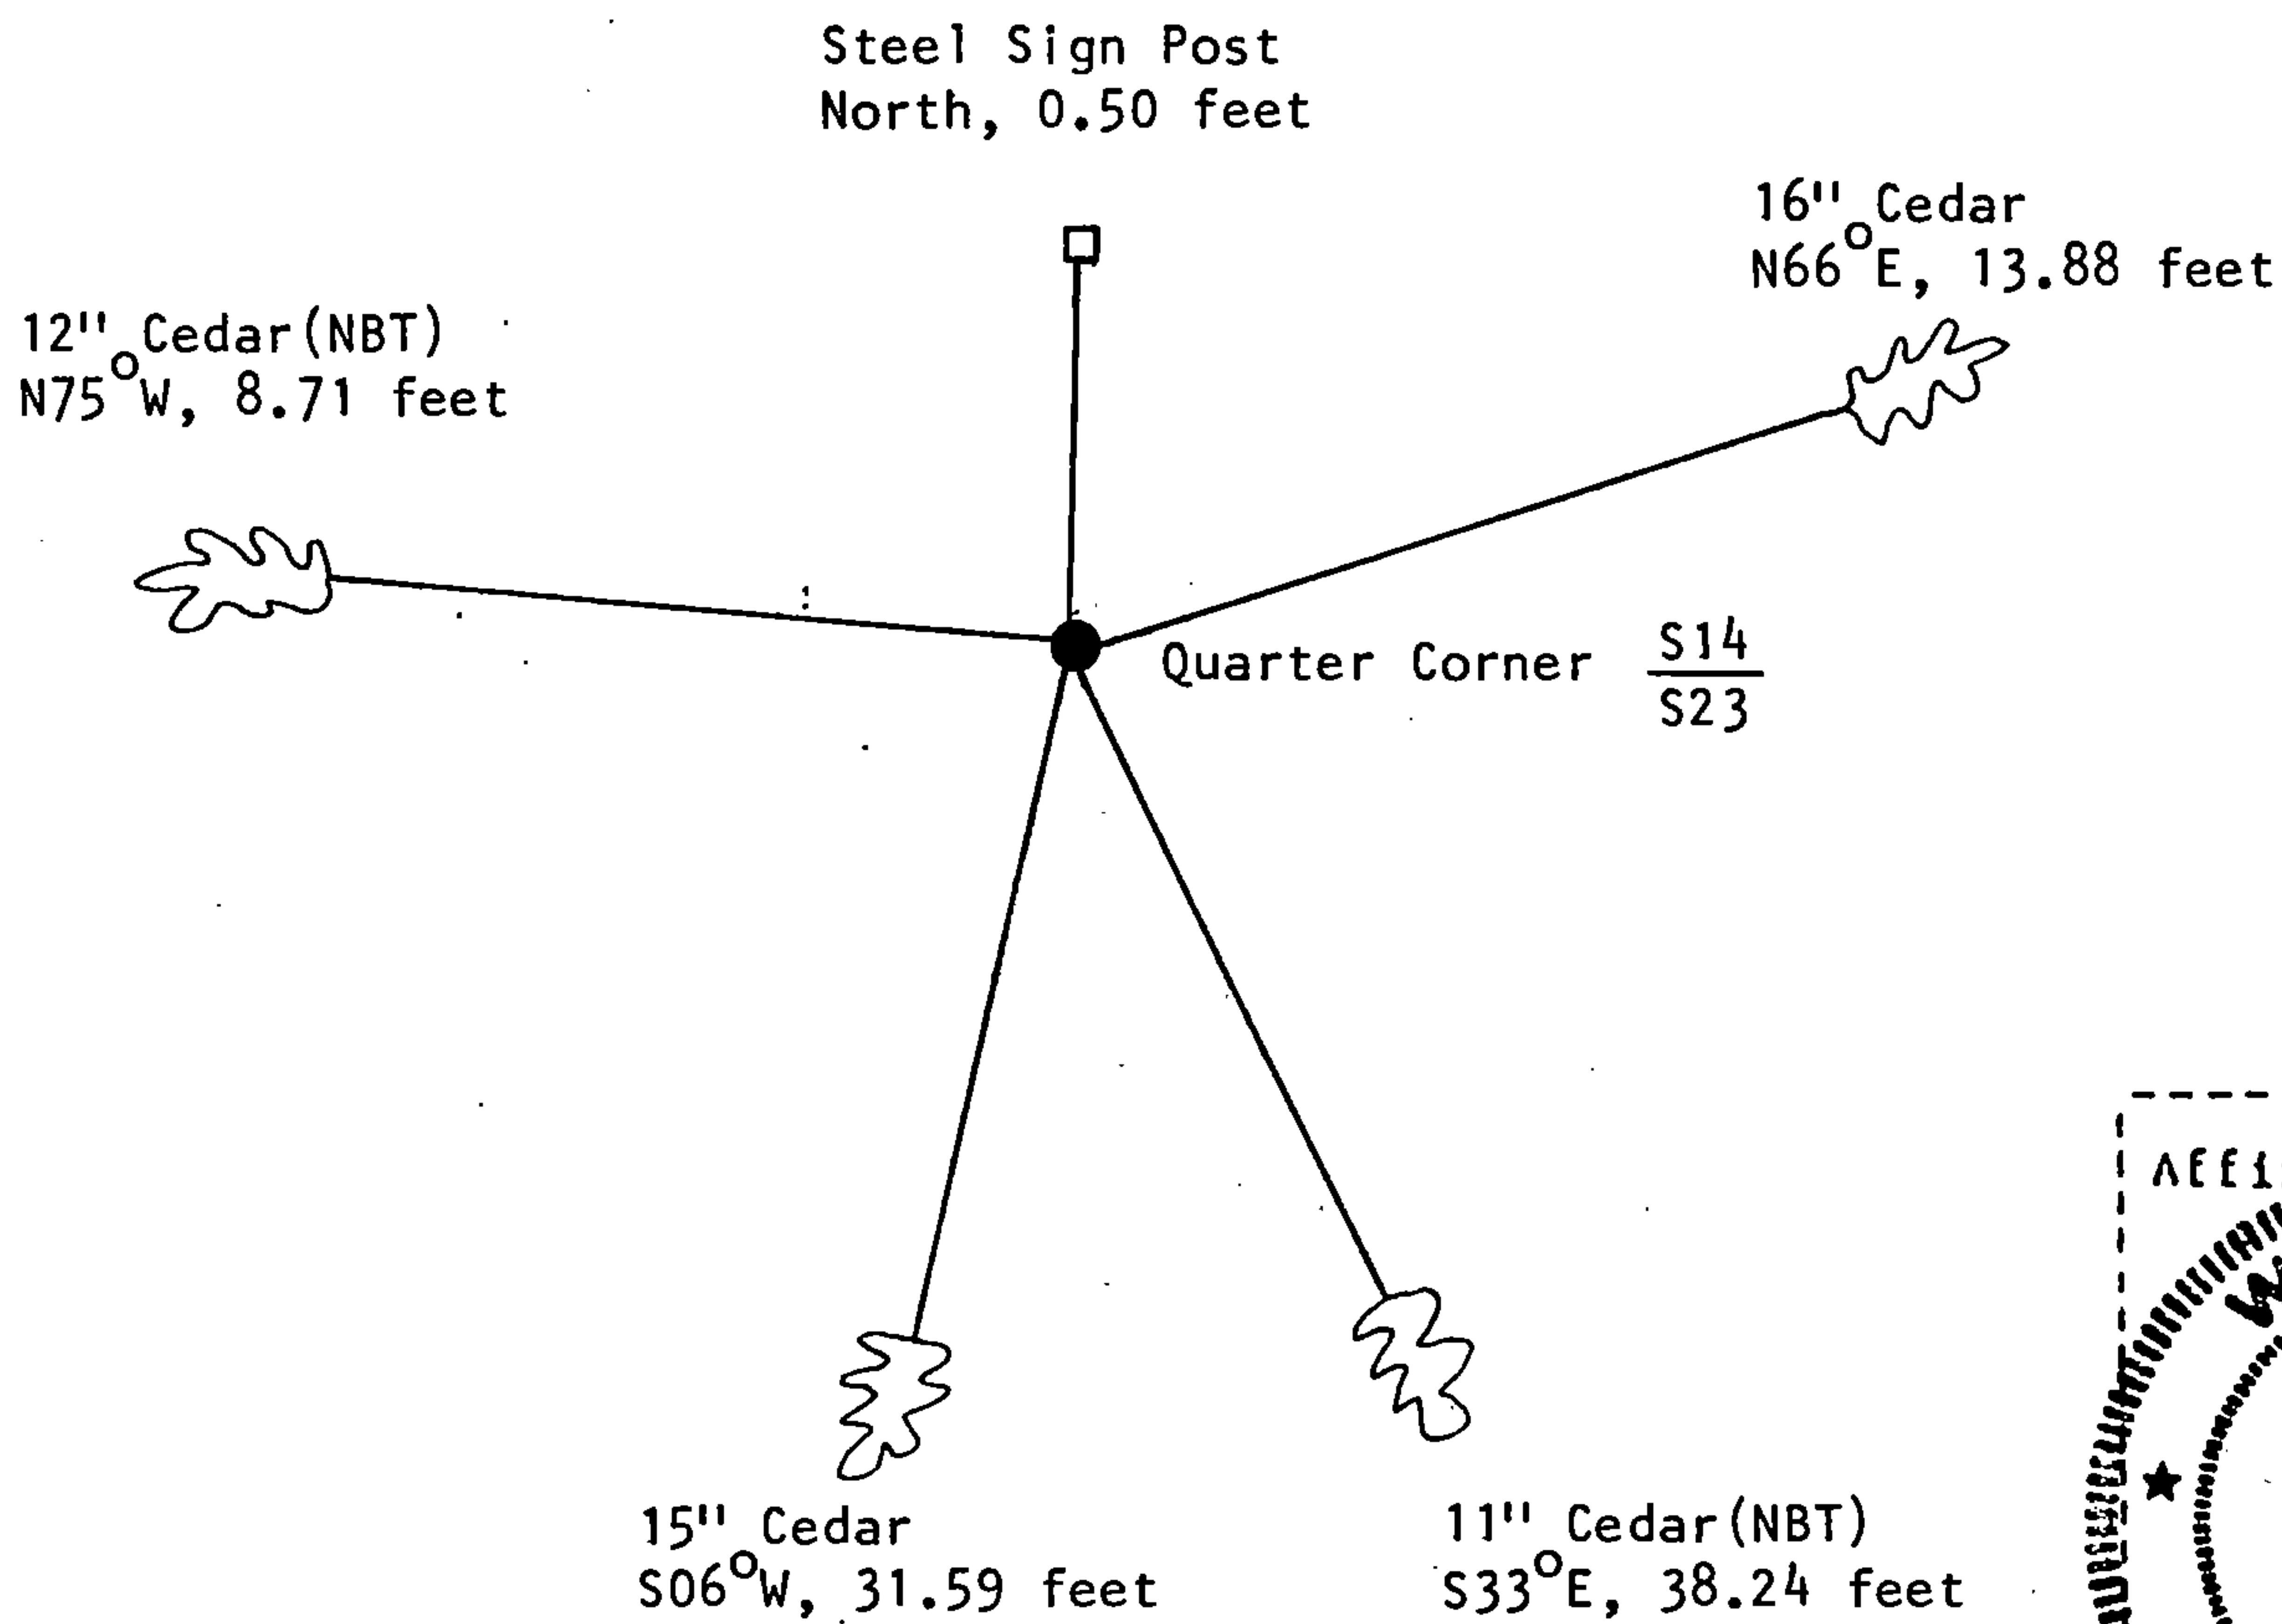 Steel Sign Post
North, 0.50 feet
16" Cedar
N66°E, 13.88 feet
12" Cedar(NBT)
N75°W, 8.71 feet
Quarter Corner
S14
S23
15" Cedar
S06°W, 31.59 feet
11" Cedar(NBT)
S33°E, 38.24 feet